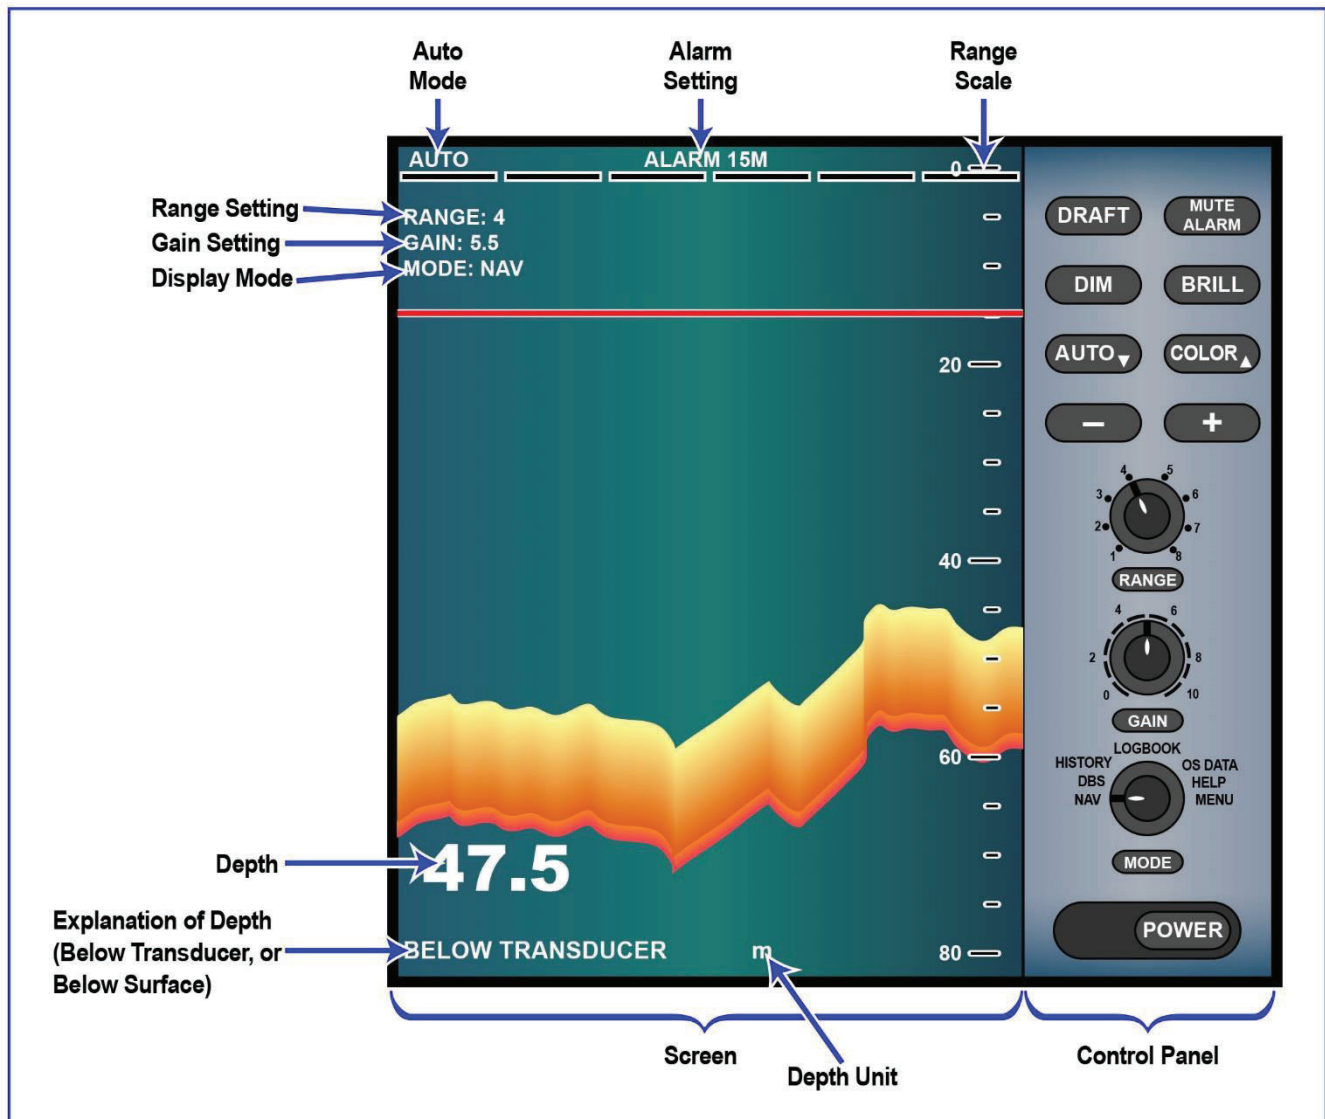 Auto
Mode
Alarm
Setting
Range
Scale
AUTO
ALARM 15M
0
Range Setting
RANGE: 4
Gain Setting
GAIN: 5.5
Display Mode
MODE: NAV
20
40
60
80
Depth
47.5
Explanation of Depth
(Below Transducer, or
Below Surface)
BELOW TRANSDUCER
m
DRAFT
MUTE
ALARM
DIM
BRILL
AUTO▼
COLOR▲
–
+
4
5
3
6
2
7
1
8
RANGE
4
6
2
8
0
10
GAIN
LOGBOOK
HISTORY
OS DATA
DBS
HELP
NAV
MENU
MODE
POWER
Screen
Depth Unit
Control Panel